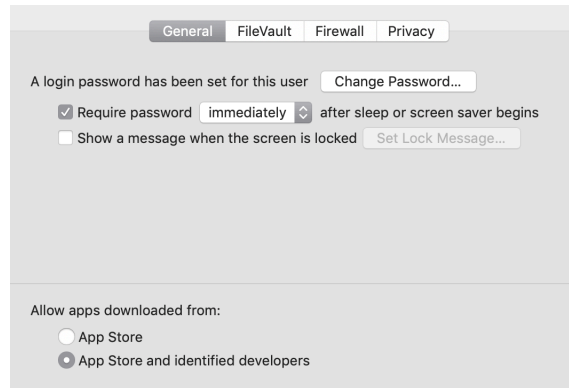 General FileVault Firewall Privacy
A login password has been set for this user Change Password...
Require password immediately after sleep or screen saver begins
Show a message when the screen is locked Set Lock Message...
Allow apps downloaded from:
App Store
App Store and identified developers